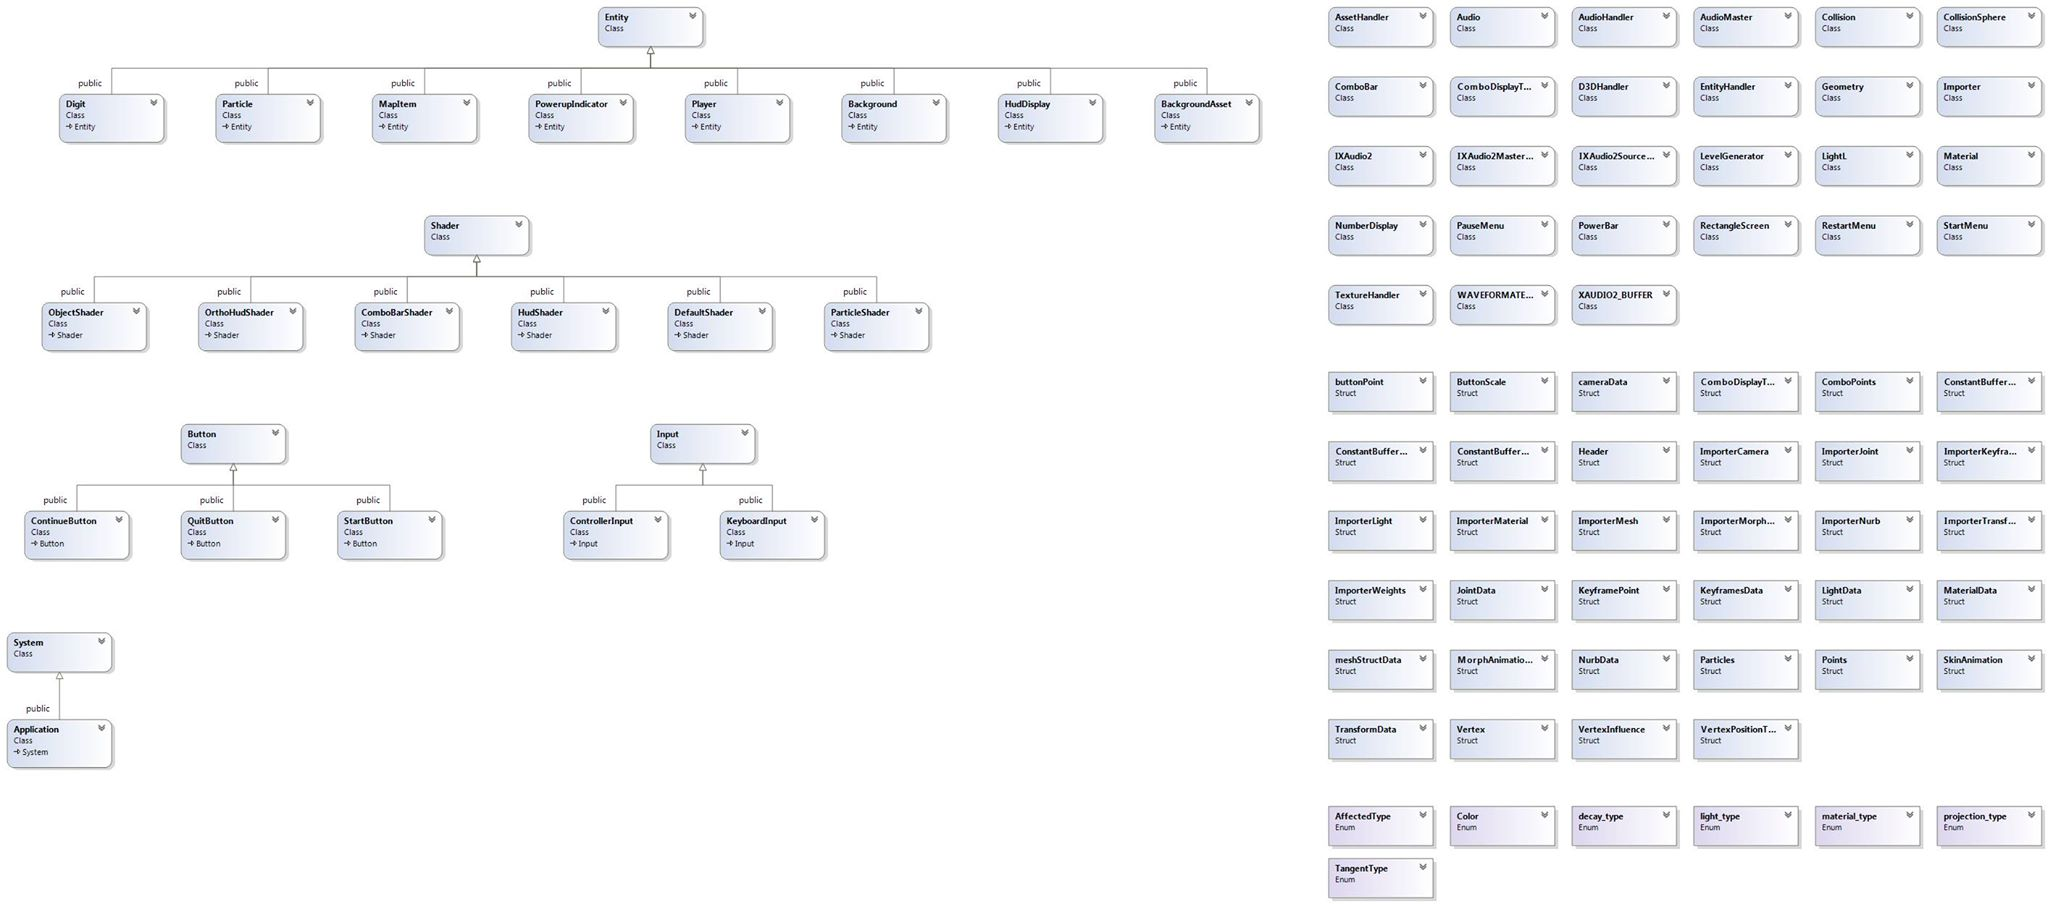 Entity
Class
public
public
public
public
public
public
public
public
Digit
Class
Entity
Particle
Class
Entity
MapItem
Class
Entity
PowerupIndicator
Class
Entity
Player
Class
Entity
Background
Class
Entity
HudDisplay
Class
Entity
BackgroundAsset
Class
Entity
Shader
Class
public
public
public
public
public
public
ObjectShader
Class
Shader
OrthoHudShader
Class
Shader
ComboBarShader
Class
Shader
HudShader
Class
Shader
DefaultShader
Class
Shader
ParticleShader
Class
Shader
Button
Class
public
public
public
ContinueButton
Class
Button
QuitButton
Class
Button
StartButton
Class
Button
Input
Class
public
public
ControllerInput
Class
Input
KeyboardInput
Class
Input
System
Class
public
Application
Class
System
AssetHandler
Class
Audio
Class
AudioHandler
Class
AudioMaster
Class
Collision
Class
CollisionSphere
Class
ComboBar
Class
ComboDisplayT...
Class
D3DHandler
Class
EntityHandler
Class
Geometry
Class
Importer
Class
IXAudio2
Class
IXAudio2Master...
Class
IXAudio2Source...
Class
LevelGenerator
Class
LightL
Class
Material
Class
NumberDisplay
Class
PauseMenu
Class
PowerBar
Class
RectangleScreen
Class
RestartMenu
Class
StartMenu
Class
TextureHandler
Class
WAVEFORMATE...
Class
XAUDIO2_BUFFER
Class
buttonPoint
Struct
ButtonScale
Struct
cameraData
Struct
ComboDisplayT...
Struct
ComboPoints
Struct
ConstantBuffer...
Struct
ConstantBuffer...
Struct
ConstantBuffer...
Struct
Header
Struct
ImporterCamera
Struct
ImporterJoint
Struct
ImporterKeyfra...
Struct
ImporterLight
Struct
ImporterMaterial
Struct
ImporterMesh
Struct
ImporterMorph...
Struct
ImporterNurb
Struct
ImporterTransf...
Struct
ImporterWeights
Struct
JointData
Struct
KeyframePoint
Struct
KeyframesData
Struct
LightData
Struct
MaterialData
Struct
meshStructData
Struct
MorphAnimatio...
Struct
NurbData
Struct
Particles
Struct
Points
Struct
SkinAnimation
Struct
TransformData
Struct
Vertex
Struct
VertexInfluence
Struct
VertexPositionT...
Struct
AffectedType
Enum
Color
Enum
decay_type
Enum
light_type
Enum
material_type
Enum
projection_type
Enum
TangentType
Enum